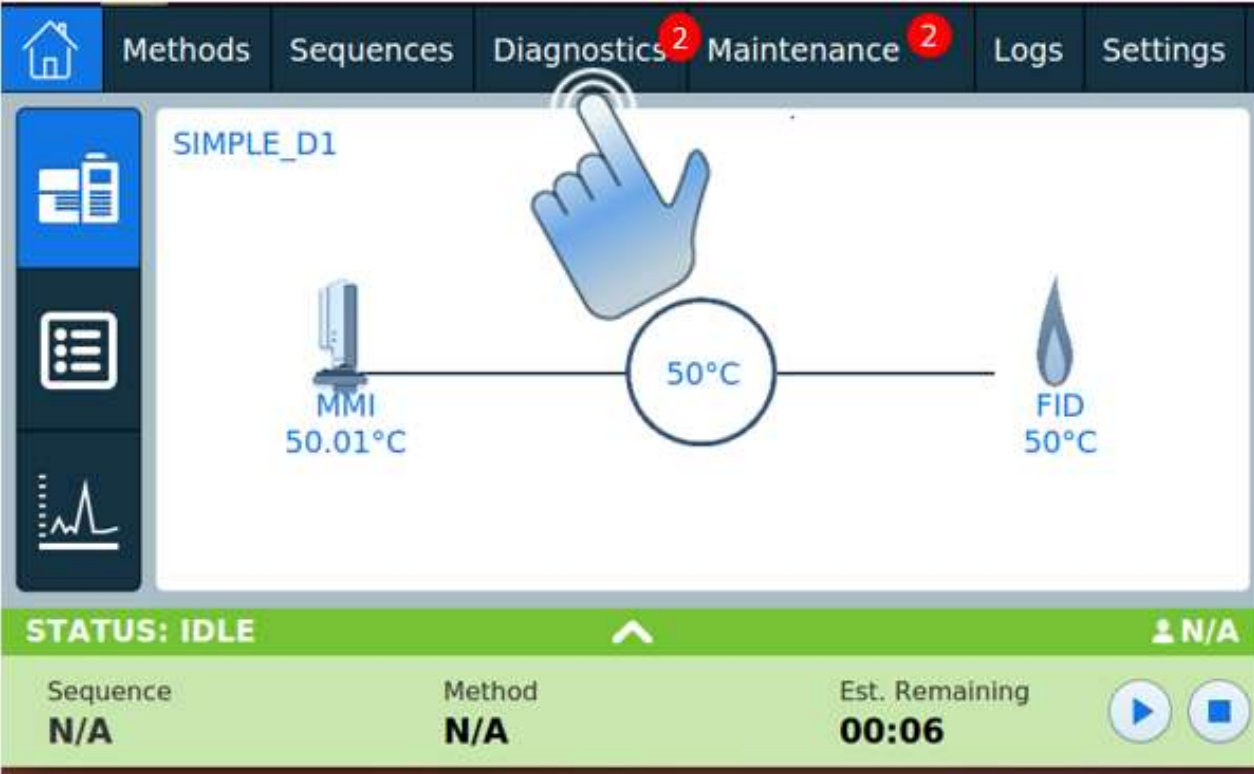 Methods Sequences Diagnostics 2 Maintenance 2 Logs Settings
SIMPLE_D1
50°C
MMI
50.01°C
FID
50°C
STATUS: IDLE N/A
Sequence Method Est. Remaining
N/A N/A 00:06